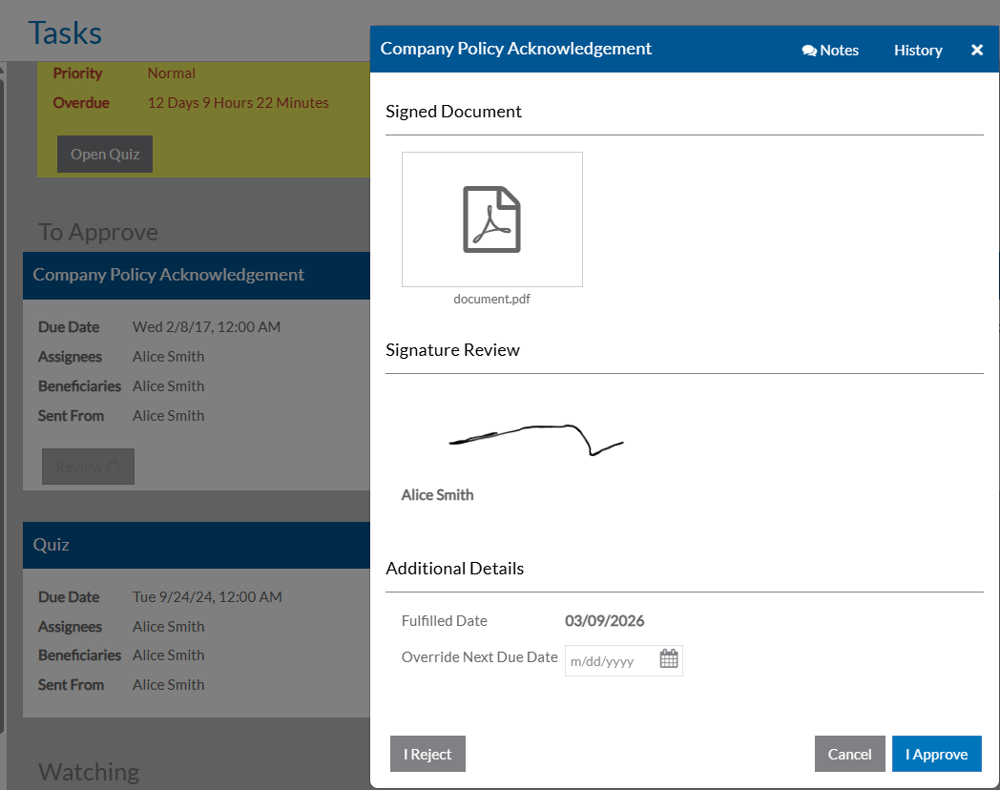 Tasks
Priority Normal
Overdue 12 Days 9 Hours 22 Minutes
Open Quiz
To Approve
Company Policy Acknowledgement
Due Date Wed 2/8/17, 12:00 AM
Assignees Alice Smith
Beneficiaries Alice Smith
Sent From Alice Smith
Review
Quiz
Due Date Tue 9/24/24, 12:00 AM
Assignees Alice Smith
Beneficiaries Alice Smith
Sent From Alice Smith
Watching
Company Policy Acknowledgement Notes History ×
Signed Document
document.pdf
Signature Review
Alice Smith
Additional Details
Fulfilled Date 03/09/2026
Override Next Due Date m/dd/yyyy
I Reject Cancel I Approve